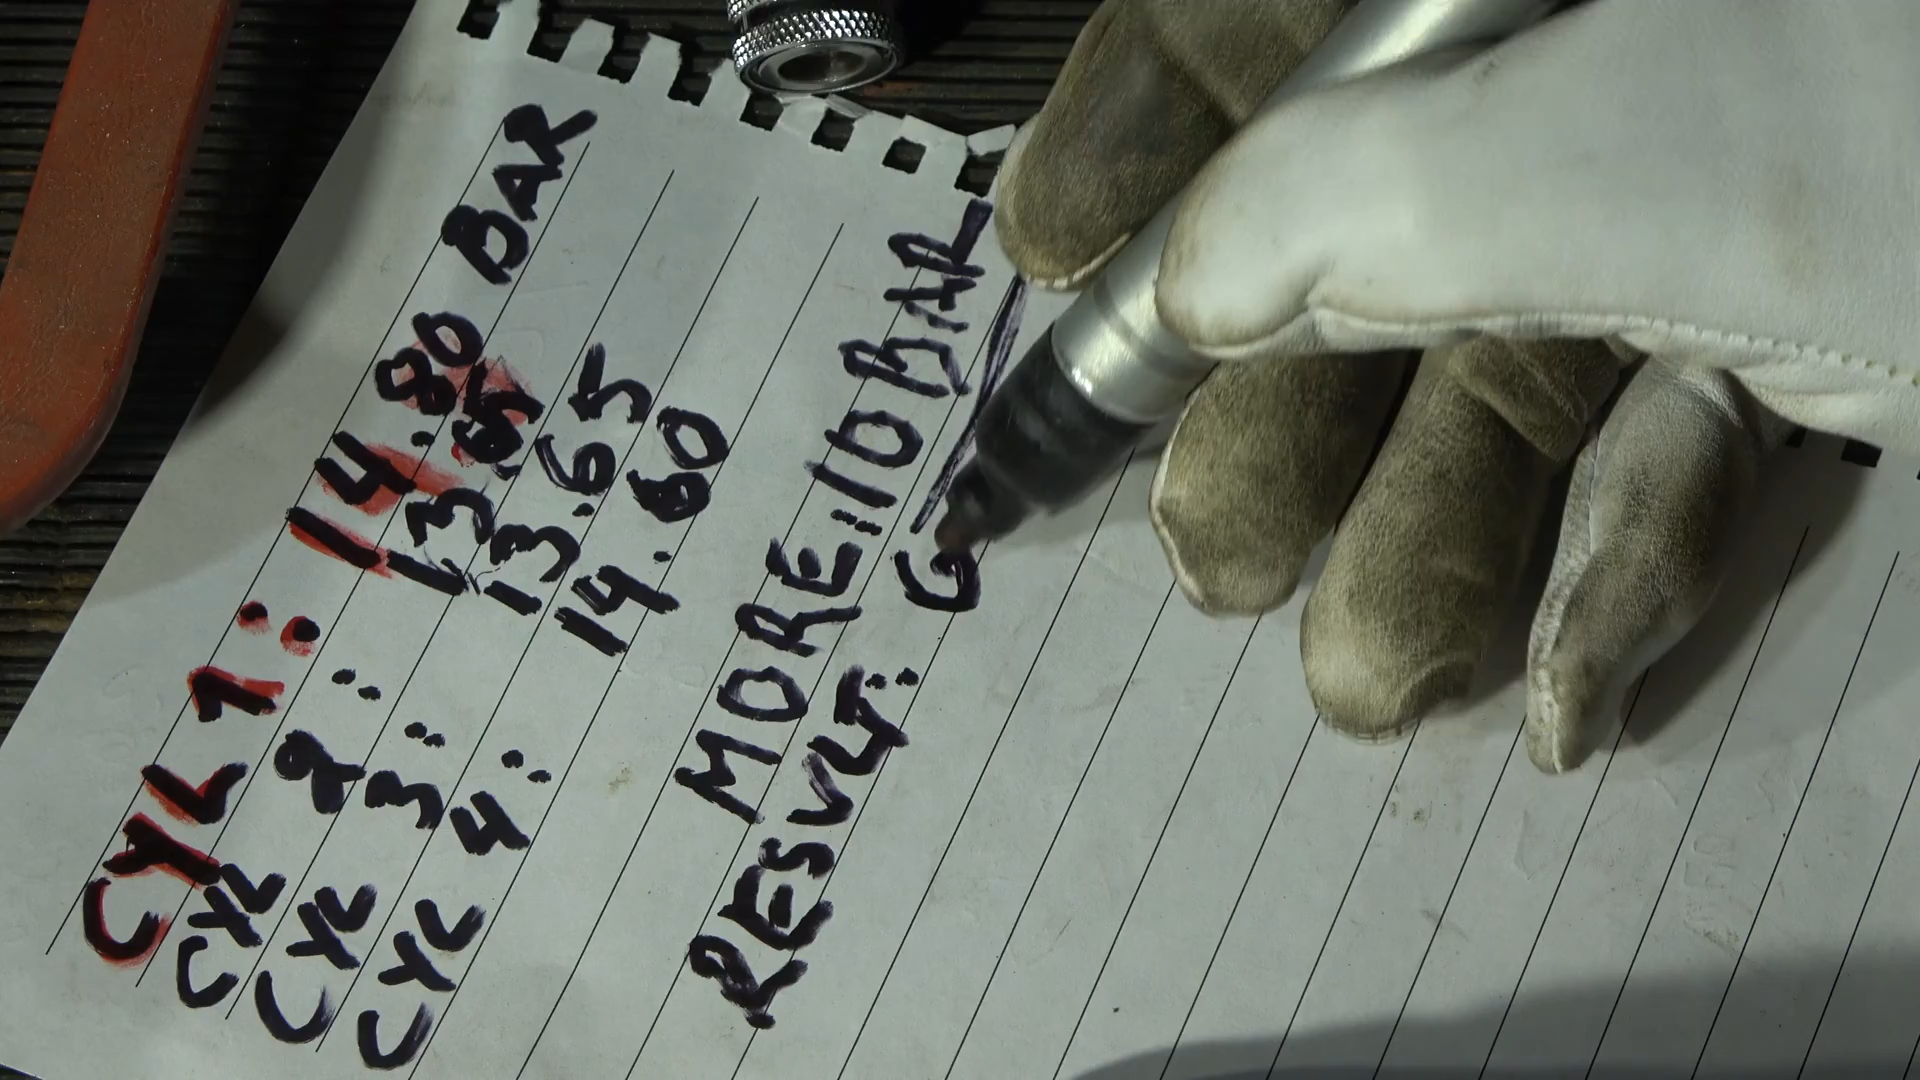 CYL 1: 14.80 BAR
CYL 2: 13.65
CYL 3: 13.65
CYL 4: 14.60
MORE: 10 BAR
RESULT: G